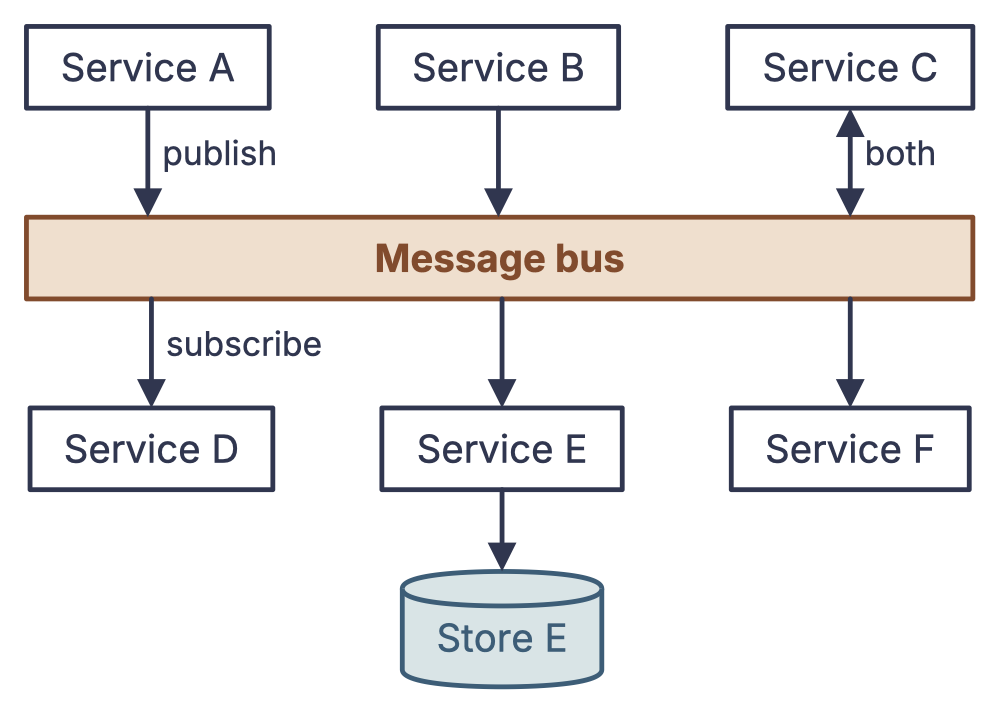 Service A
Service B
Service C
publish
both
Message bus
subscribe
Service D
Service E
Service F
Store E